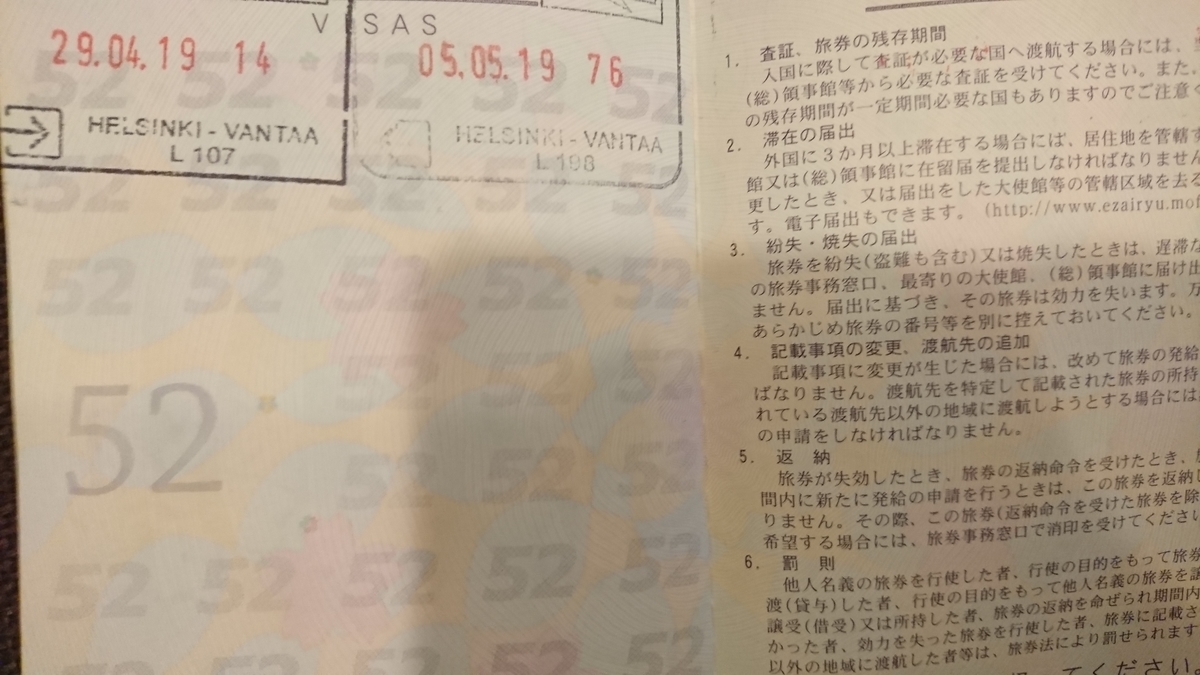 VISAS
29.04.19 14
HELSINKI - VANTAA
L 107
05.05.19 76
HELSINKI - VANTAA
L 198
52
1. 査証、旅券の残存期間
入国に際して査証が必要な国へ渡航する場合には、
(総)領事館等から必要な査証を受けてください。また、
の残存期間が一定期間必要な国もありますのでご注意く
2. 滞在の届出
外国に3か月以上滞在する場合には、居住地を管轄す
館又は(総)領事館に在留届を提出しなければなりません
更したとき、又は届出をした大使館等の管轄区域を去る
す。電子届出もできます。(http://www.ezairyu.mof
3. 紛失・焼失の届出
旅券を紛失(盗難も含む)又は焼失したときは、遅滞な
の旅券事務窓口、最寄りの大使館、(総)領事館に届け出
ません。届出に基づき、その旅券は効力を失います。万
あらかじめ旅券の番号等を別に控えておいてください。
4. 記載事項の変更、渡航先の追加
記載事項に変更が生じた場合には、改めて旅券の発給
ばなりません。渡航先を特定して記載された旅券の所持
れている渡航先以外の地域に渡航しようとする場合には
の申請をしなければなりません。
5. 返納
旅券が失効したとき、旅券の返納命令を受けたとき、
間内に新たに発給の申請を行うときは、この旅券を返納し
りません。その際、この旅券(返納命令を受けた旅券を除
希望する場合には、旅券事務窓口で消印を受けてください
6. 罰則
他人名義の旅券を行使した者、行使の目的をもって旅券
渡(貸与)した者、行使の目的をもって他人名義の旅券を譲
譲受(借受)又は所持した者、旅券の返納を命ぜられ期間内
かった者、効力を失った旅券を行使した者、旅券に記載さ
以外の地域に渡航した者等は、旅券法により罰せられます
てください。